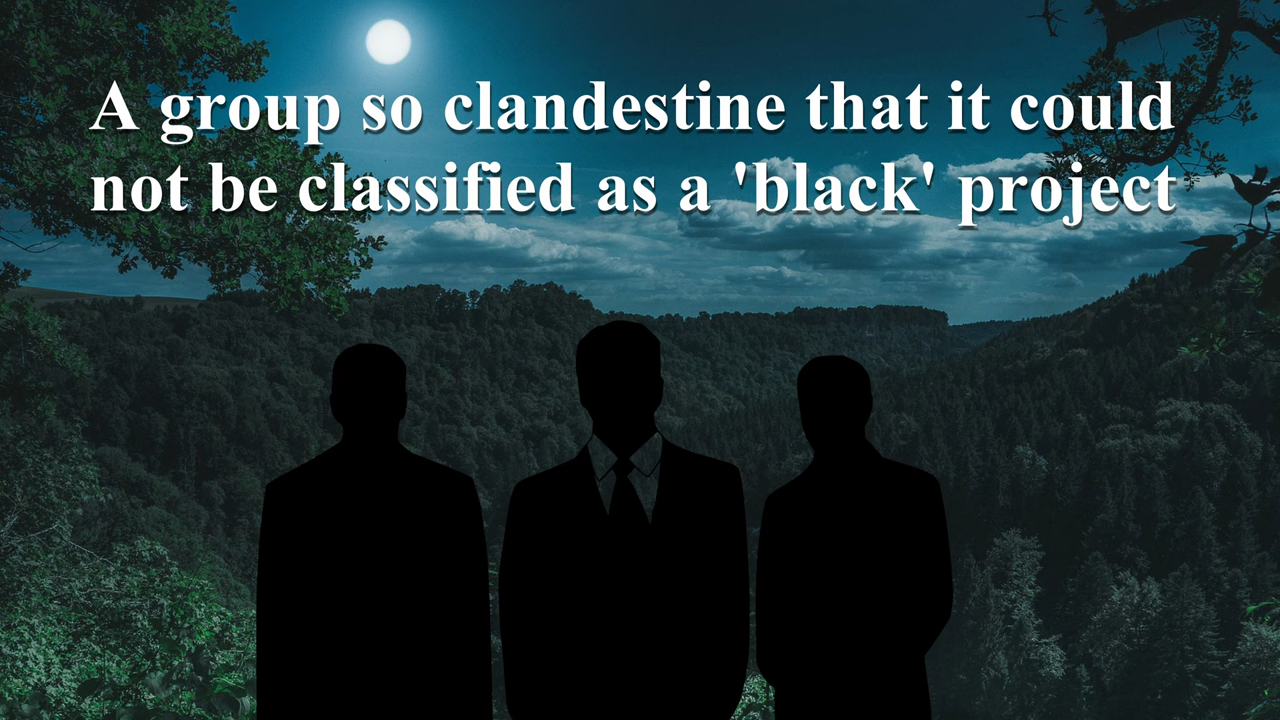 A group so clandestine that it could
not be classified as a 'black' project